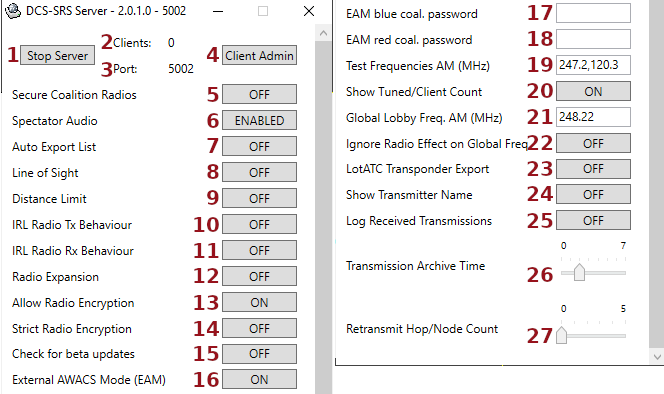 DCS-SRS Server - 2.0.1.0 - 5002
1 Stop Server 2 Clients: 0
3 Port: 5002
4 Client Admin
Secure Coalition Radios 5 OFF
Spectator Audio 6 ENABLED
Auto Export List 7 OFF
Line of Sight 8 OFF
Distance Limit 9 OFF
IRL Radio Tx Behaviour 10 OFF
IRL Radio Rx Behaviour 11 OFF
Radio Expansion 12 OFF
Allow Radio Encryption 13 ON
Strict Radio Encryption 14 OFF
Check for beta updates 15 OFF
External AWACS Mode (EAM) 16 ON
EAM blue coal. password 17
EAM red coal. password 18
Test Frequencies AM (MHz) 19 247.2,120.3
Show Tuned/Client Count 20 ON
Global Lobby Freq. AM (MHz) 21 248.22
Ignore Radio Effect on Global Freq 22 OFF
LotATC Transponder Export 23 OFF
Show Transmitter Name 24 OFF
Log Received Transmissions 25 OFF
0 7
Transmission Archive Time 26
0 5
Retransmit Hop/Node Count 27